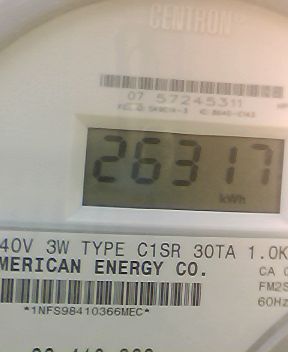 CENTRON
07 57245311
26317
kWh
40V 3W TYPE C1SR 30TA 1.0K
MERICAN ENERGY CO.
CA 0
FM2S
60Hz
*1NFS98410366MEC*